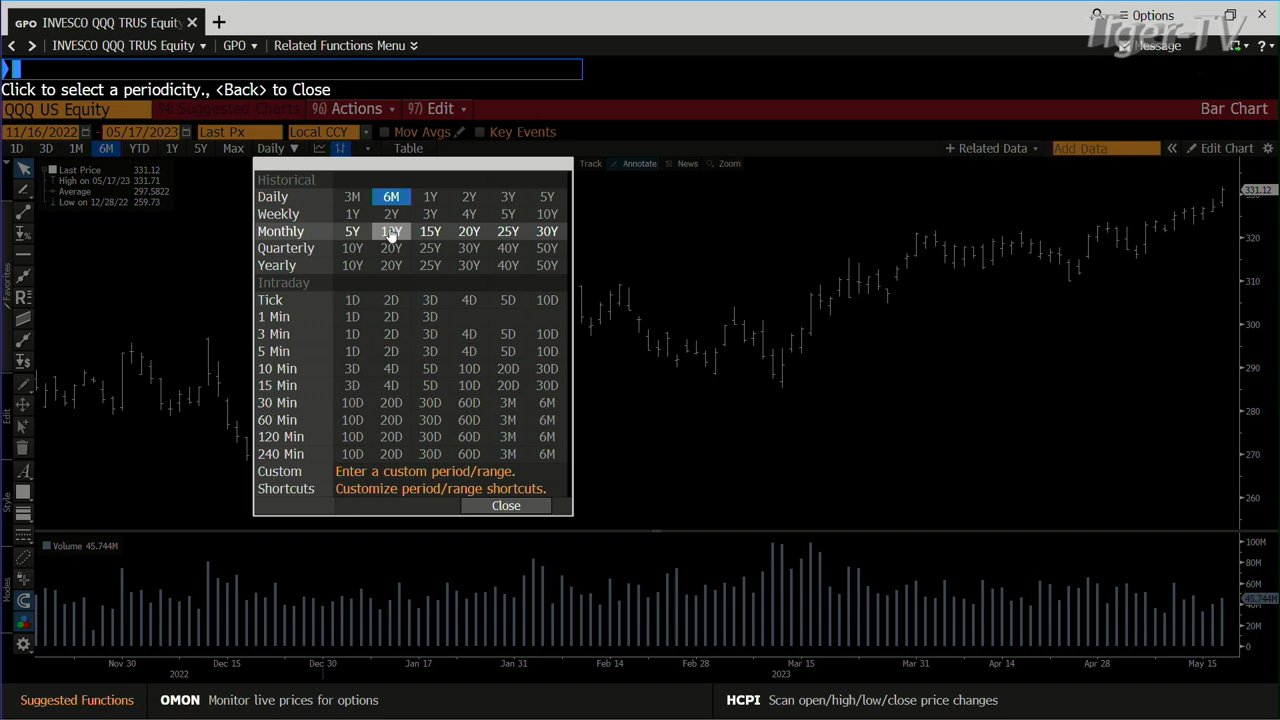 GPO INVESCO QQQ TRUS Equity
Options
Tiger-TV
INVESCO QQQ TRUS Equity GPO Related Functions Menu
Message ?
Click to select a periodicity., <Back> to Close
QQQ US Equity 94) Suggested Charts 96) Actions 97) Edit Bar Chart
11/16/2022 - 05/17/2023 Last Px Local CCY Mov Avgs Key Events
1D 3D 1M 6M YTD 1Y 5Y Max Daily Table + Related Data Add Data Edit Chart
Track Annotate News Zoom
Last Price 331.12
High on 05/17/23 331.71
Average 297.5822
Low on 12/28/22 259.73
Historical
Daily 3M 6M 1Y 2Y 3Y 5Y
Weekly 1Y 2Y 3Y 4Y 5Y 10Y
Monthly 5Y 10Y 15Y 20Y 25Y 30Y
Quarterly 10Y 20Y 25Y 30Y 40Y 50Y
Yearly 10Y 20Y 25Y 30Y 40Y 50Y
Intraday
Tick 1D 2D 3D 4D 5D 10D
1 Min 1D 2D 3D
3 Min 1D 2D 3D 4D 5D 10D
5 Min 1D 2D 3D 4D 5D 10D
10 Min 3D 4D 5D 10D 20D 30D
15 Min 3D 4D 5D 10D 20D 30D
30 Min 10D 20D 30D 60D 3M 6M
60 Min 10D 20D 30D 60D 3M 6M
120 Min 10D 20D 30D 60D 3M 6M
240 Min 10D 20D 30D 60D 3M 6M
Custom Enter a custom period/range.
Shortcuts Customize period/range shortcuts.
Close
331.12
310
300
290
280
270
260
Favorites
Edit
Style
Modes
Volume 45.744M
100M
80M
60M
45.744M
20M
0
Nov 30 Dec 15 Dec 30 Jan 17 Jan 31 Feb 14 Feb 28 Mar 15 Mar 31 Apr 14 Apr 28 May 15
2022 2023
Suggested Functions OMON Monitor live prices for options HCPI Scan open/high/low/close price changes